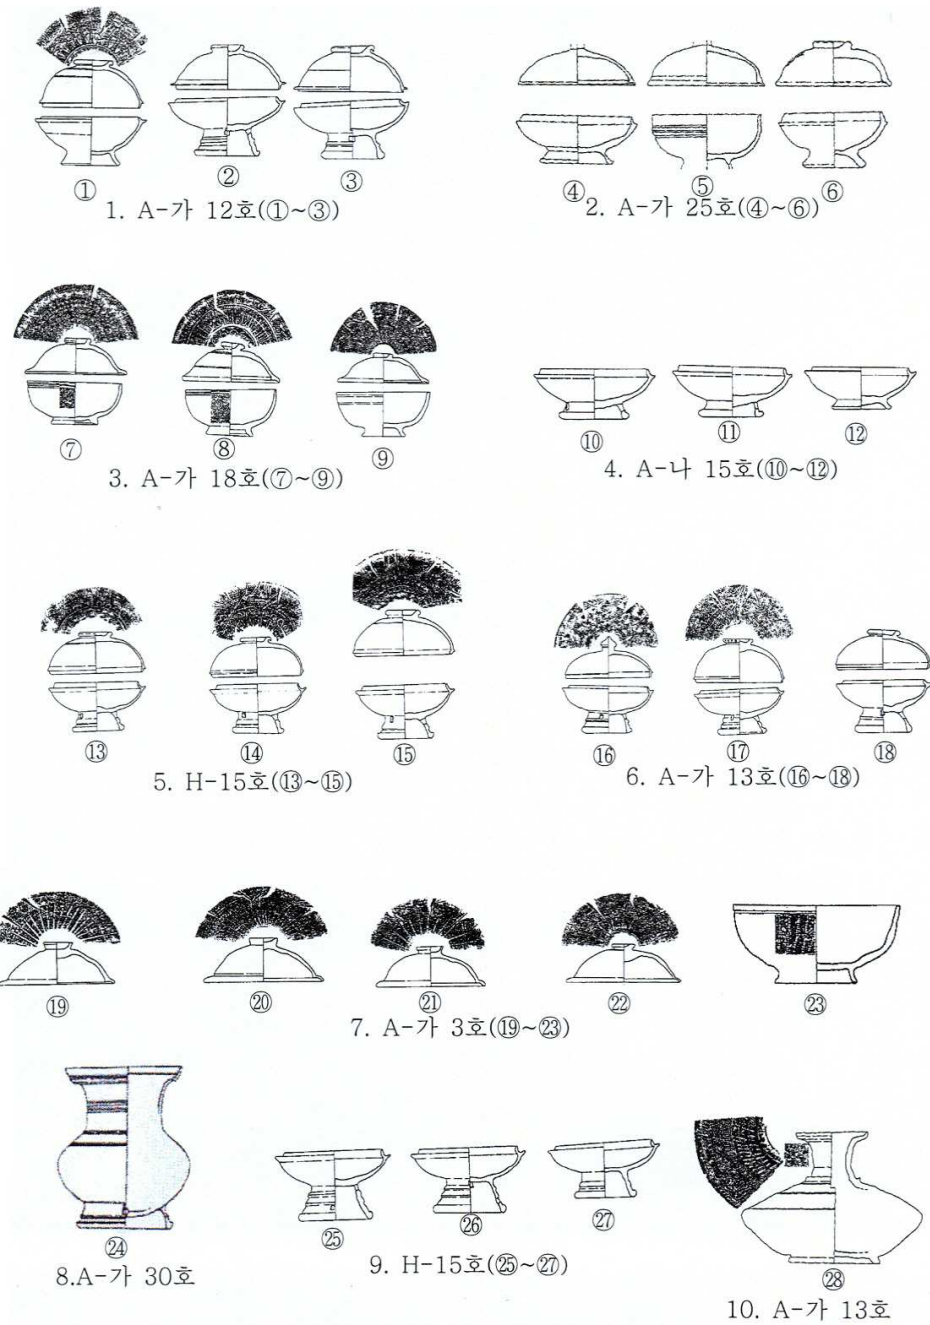 ① ② ③
1. A-가 12호(①~③)
④ ⑤ ⑥
2. A-가 25호(④~⑥)
⑦ ⑧ ⑨
3. A-가 18호(⑦~⑨)
⑩ ⑪ ⑫
4. A-나 15호(⑩~⑫)
⑬ ⑭ ⑮
5. H-15호(⑬~⑮)
⑯ ⑰ ⑱
6. A-가 13호(⑯~⑱)
⑲ ⑳ ㉑ ㉒ ㉓
7. A-가 3호(⑲~㉓)
㉔
8.A-가 30호
㉕ ㉖ ㉗
9. H-15호(㉕~㉗)
㉘
10. A-가 13호